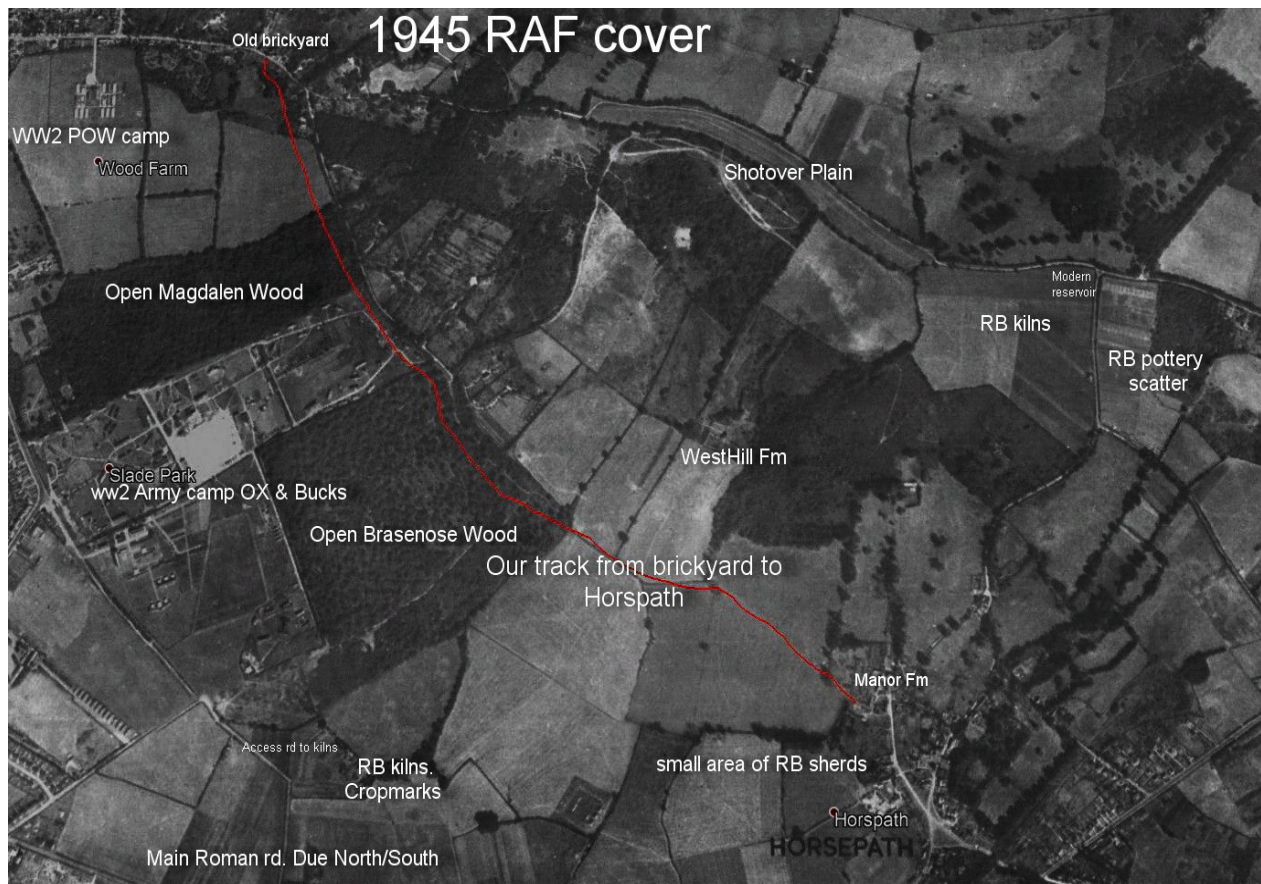 1945 RAF cover
Old brickyard
WW2 POW camp
Wood Farm
Shotover Plain
Open Magdalen Wood
Modern
reservoir
RB kilns
RB pottery
scatter
WestHill Fm
Slade Park
ww2 Army camp OX & Bucks
Open Brasenose Wood
Our track from brickyard to
Horspath
Manor Fm
Access rd to kilns
RB kilns.
Cropmarks
small area of RB sherds
Horspath
HORSEPATH
Main Roman rd. Due North/South